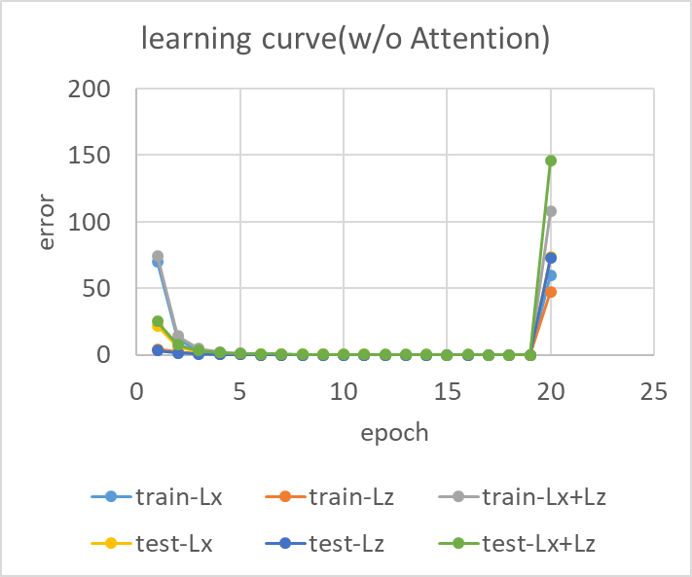 learning curve(w/o Attention)
200
150
100
50
0
0 5 10 15 20 25
error
epoch
train-Lx train-Lz train-Lx+Lz
test-Lx test-Lz test-Lx+Lz